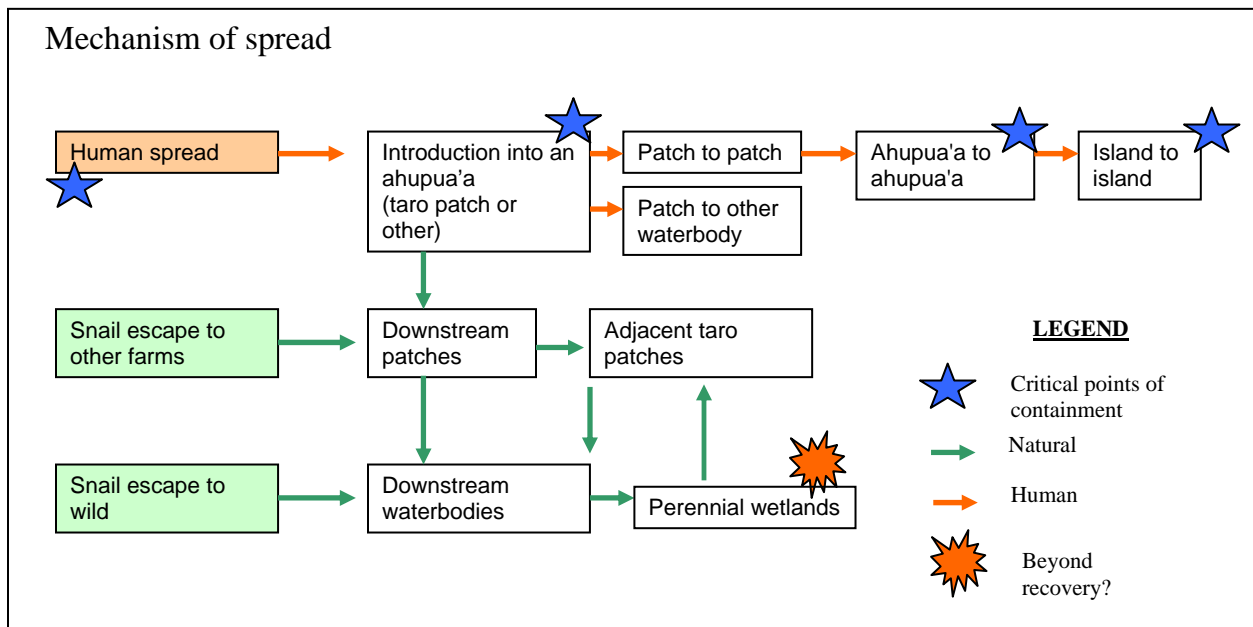 Mechanism of spread
Human spread
Introduction into an
ahupua’a
(taro patch or
other)
Patch to patch
Patch to other
waterbody
Ahupua'a to
ahupua'a
Island to
island
Snail escape to
other farms
Downstream
patches
Adjacent taro
patches
Snail escape to
wild
Downstream
waterbodies
Perennial wetlands
LEGEND
Critical points of
containment
Natural
Human
Beyond
recovery?